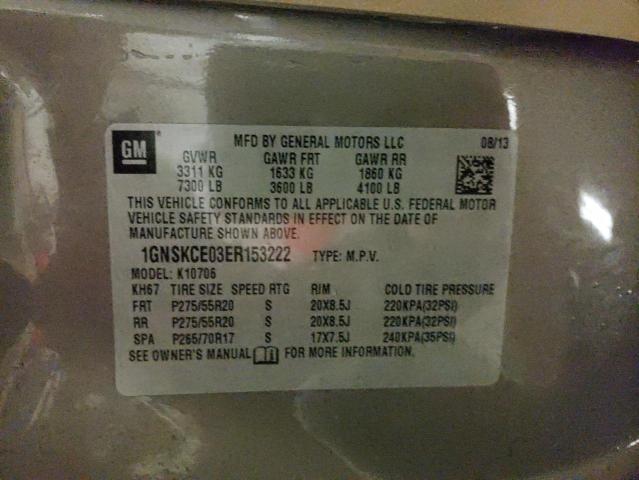 GM ®
MFD BY GENERAL MOTORS LLC 08/13
GVWR GAWR FRT GAWR RR
3311 KG 1633 KG 1860 KG
7300 LB 3600 LB 4100 LB
THIS VEHICLE CONFORMS TO ALL APPLICABLE U.S. FEDERAL MOTOR
VEHICLE SAFETY STANDARDS IN EFFECT ON THE DATE OF
MANUFACTURE SHOWN ABOVE.
1GNSKCE03ER153222 TYPE: M.P.V.
MODEL: K10706
KH67 TIRE SIZE SPEED RTG RIM COLD TIRE PRESSURE
FRT P275/55R20 S 20X8.5J 220KPA(32PSI)
RR P275/55R20 S 20X8.5J 220KPA(32PSI)
SPA P265/70R17 S 17X7.5J 240KPA(35PSI)
SEE OWNER'S MANUAL FOR MORE INFORMATION.